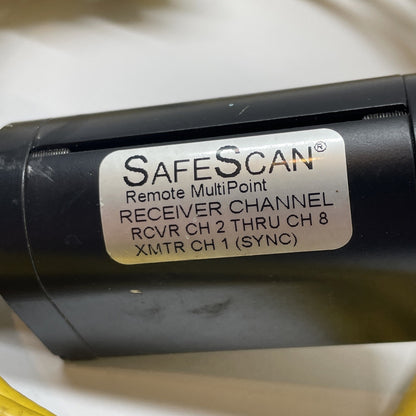 SAFESCAN®
Remote MultiPoint
RECEIVER CHANNEL
RCVR CH 2 THRU CH 8
XMTR CH 1 (SYNC)